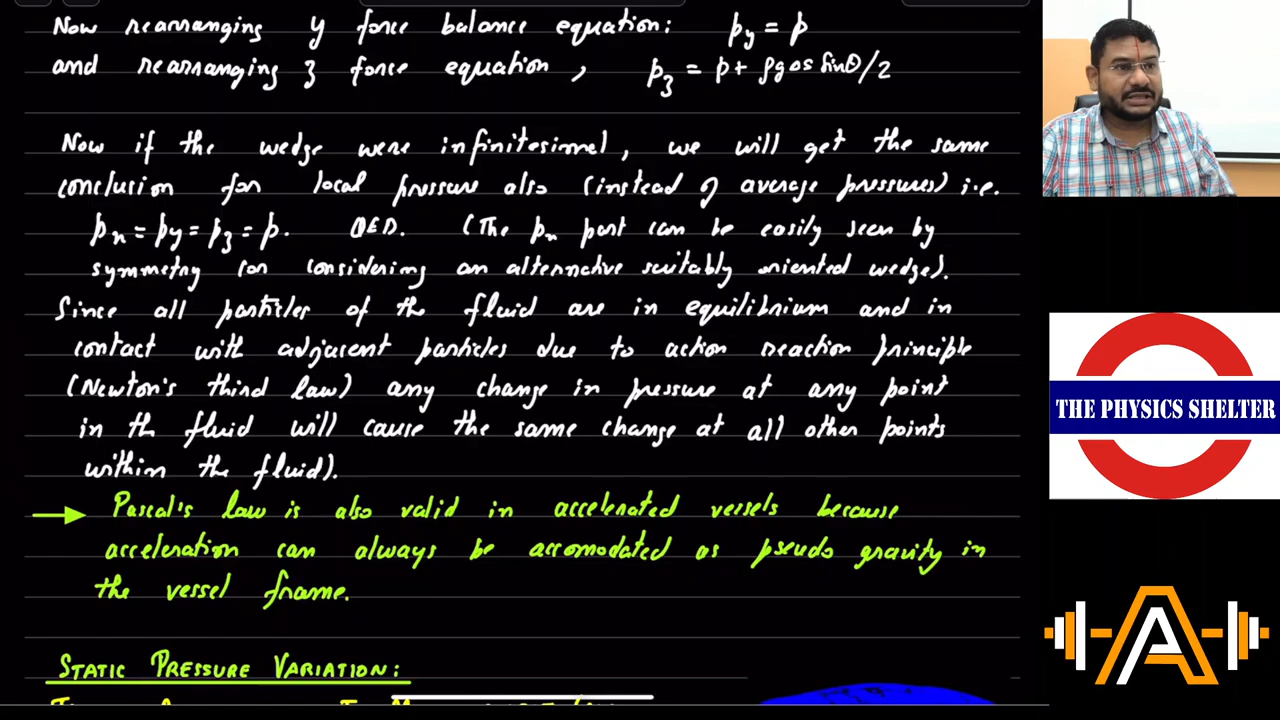 Now rearranging y force balance equation: py = p
and rearranging z force equation, pz = p + ρgΔs sinθ/2
Now if the wedge were infinitesimal, we will get the same
conclusion for local pressure also (instead of average pressures) i.e.
px = py = pz = p. QED. (The px part can be easily seen by
symmetry (or considering an alternative suitably oriented wedge).
Since all particles of the fluid are in equilibrium and in
contact with adjacent particles due to action reaction principle
(Newton's third law) any change in pressure at any point
in th fluid will cause the same change at all other points
within the fluid).
Pascal's law is also valid in accelerated vessels because
acceleration can always be accomodated as pseudo gravity in
the vessel frame.
STATIC PRESSURE VARIATION:
THE PHYSICS SHELTER